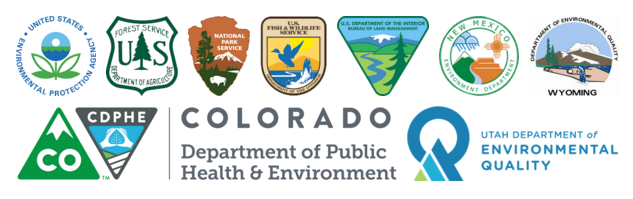 UNITED STATES
ENVIRONMENTAL PROTECTION AGENCY
FOREST SERVICE
U S
DEPARTMENT OF AGRICULTURE
NATIONAL
PARK
SERVICE
U.S.
FISH & WILDLIFE
SERVICE
U.S. DEPARTMENT OF THE INTERIOR
BUREAU OF LAND MANAGEMENT
NEW MEXICO
ENVIRONMENT DEPARTMENT
DEPARTMENT OF ENVIRONMENTAL QUALITY
WYOMING
CO
CDPHE
TM
COLORADO
Department of Public
Health & Environment
UTAH DEPARTMENT of
ENVIRONMENTAL
QUALITY